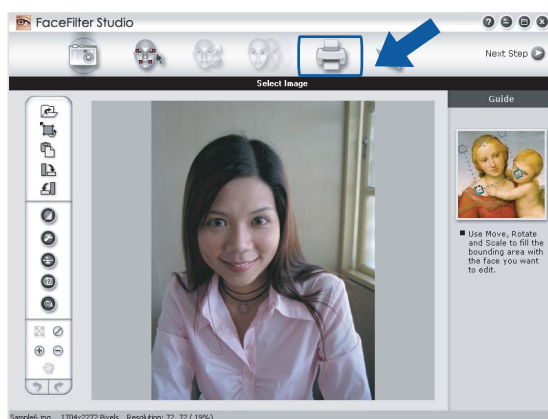 FaceFilter Studio
Next Step
Select Image
Guide
Use Move, Rotate
and Scale to fill the
bounding area with
the face you want
to edit.
Sample6.jpg 1704x2272 Pixels Resolution: 72, 72 ( 19%)